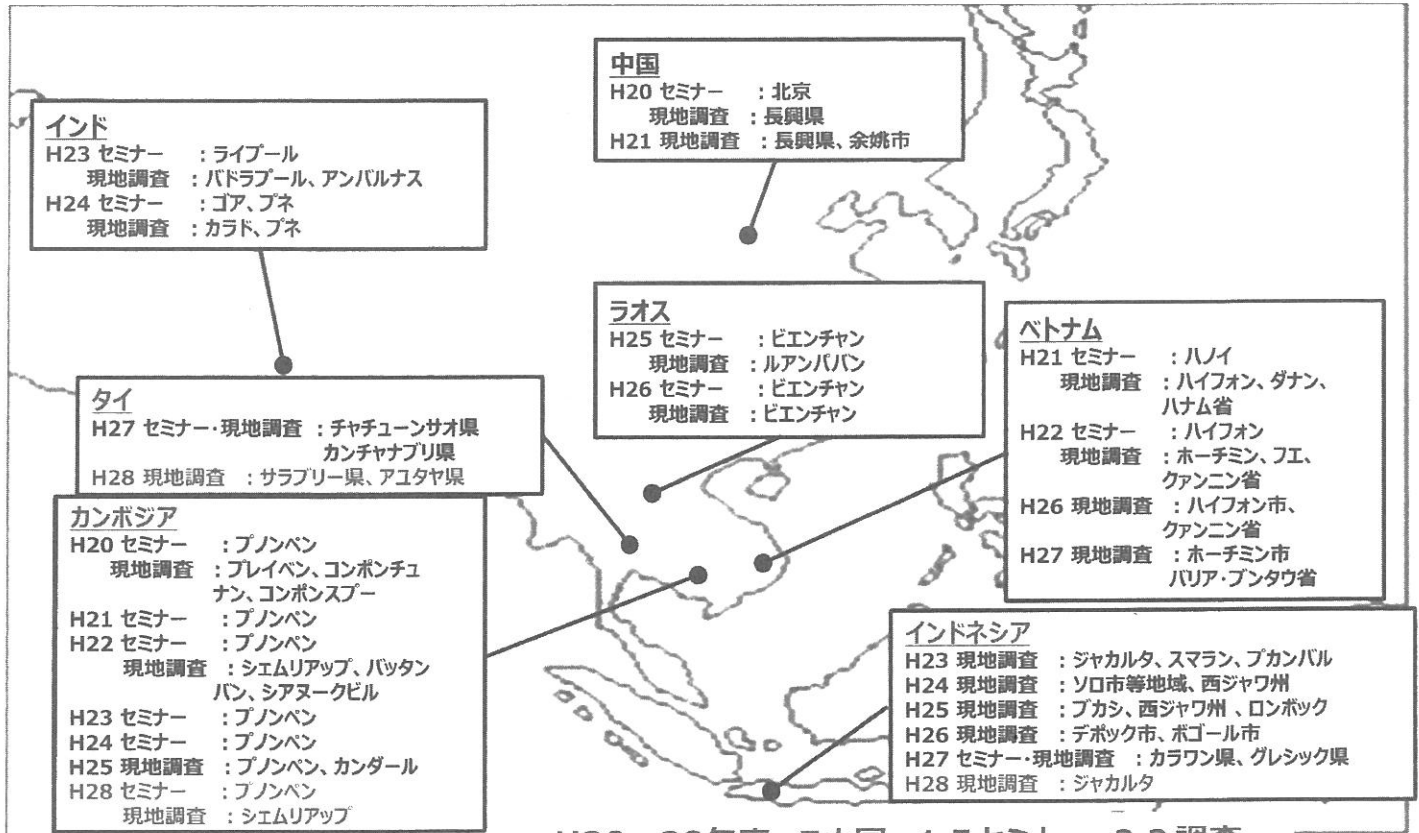 中国
H20 セミナー　：北京
現地調査　：長興県
H21 現地調査　：長興県、余姚市
インド
H23 セミナー　：ライプール
現地調査　：バドラプール、アンバルナス
H24 セミナー　：ゴア、プネ
現地調査　：カラド、プネ
ラオス
H25 セミナー　：ビエンチャン
現地調査　：ルアンパバン
H26 セミナー　：ビエンチャン
現地調査　：ビエンチャン
ベトナム
H21 セミナー　：ハノイ
現地調査　：ハイフォン、ダナン、
ハナム省
H22 セミナー　：ハイフォン
現地調査　：ホーチミン、フエ、
クァンニン省
H26 現地調査　：ハイフォン市、
クァンニン省
H27 現地調査　：ホーチミン市
バリア・ブンタウ省
タイ
H27 セミナー・現地調査　：チャチューンサオ県
カンチャナブリ県
H28 現地調査　：サラブリー県、アユタヤ県
カンボジア
H20 セミナー　：プノンペン
現地調査　：プレイベン、コンポンチュ
ナン、コンポンスプー
H21 セミナー　：プノンペン
H22 セミナー　：プノンペン
現地調査　：シェムリアップ、バッタン
バン、シアヌークビル
H23 セミナー　：プノンペン
H24 セミナー　：プノンペン
H25 現地調査　：プノンペン、カンダール
H28 セミナー　：プノンペン
現地調査　：シェムリアップ
インドネシア
H23 現地調査　：ジャカルタ、スマラン、プカンバル
H24 現地調査　：ソロ市等地域、西ジャワ州
H25 現地調査　：ブカシ、西ジャワ州 、ロンボック
H26 現地調査　：デポック市、ボゴール市
H27 セミナー・現地調査　：カラワン県、グレシック県
H28 現地調査　：ジャカルタ